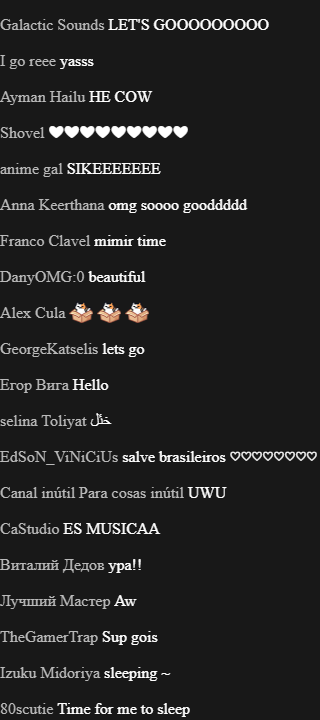 Galactic Sounds LET'S GOOOOOOOOO
I go reee yasss
Ayman Hailu HE COW
Shovel 🤍🤍🤍🤍🤍🤍🤍🤍🤍
anime gal SIKEEEEEEE
Anna Keerthana omg soooo gooddddd
Franco Clavel mimir time
DanyOMG:0 beautiful
Alex Cula
GeorgeKatselis lets go
Егор Вига Hello
selina Toliyat
EdSoN_ViNiCiUs salve brasileiros ♡♡♡♡♡♡♡♡
Canal inútil Para cosas inútil UWU
CaStudio ES MUSICAA
Виталий Дедов ура!!
Лучший Мастер Aw
TheGamerTrap Sup gois
Izuku Midoriya sleeping ~
80scutie Time for me to sleep